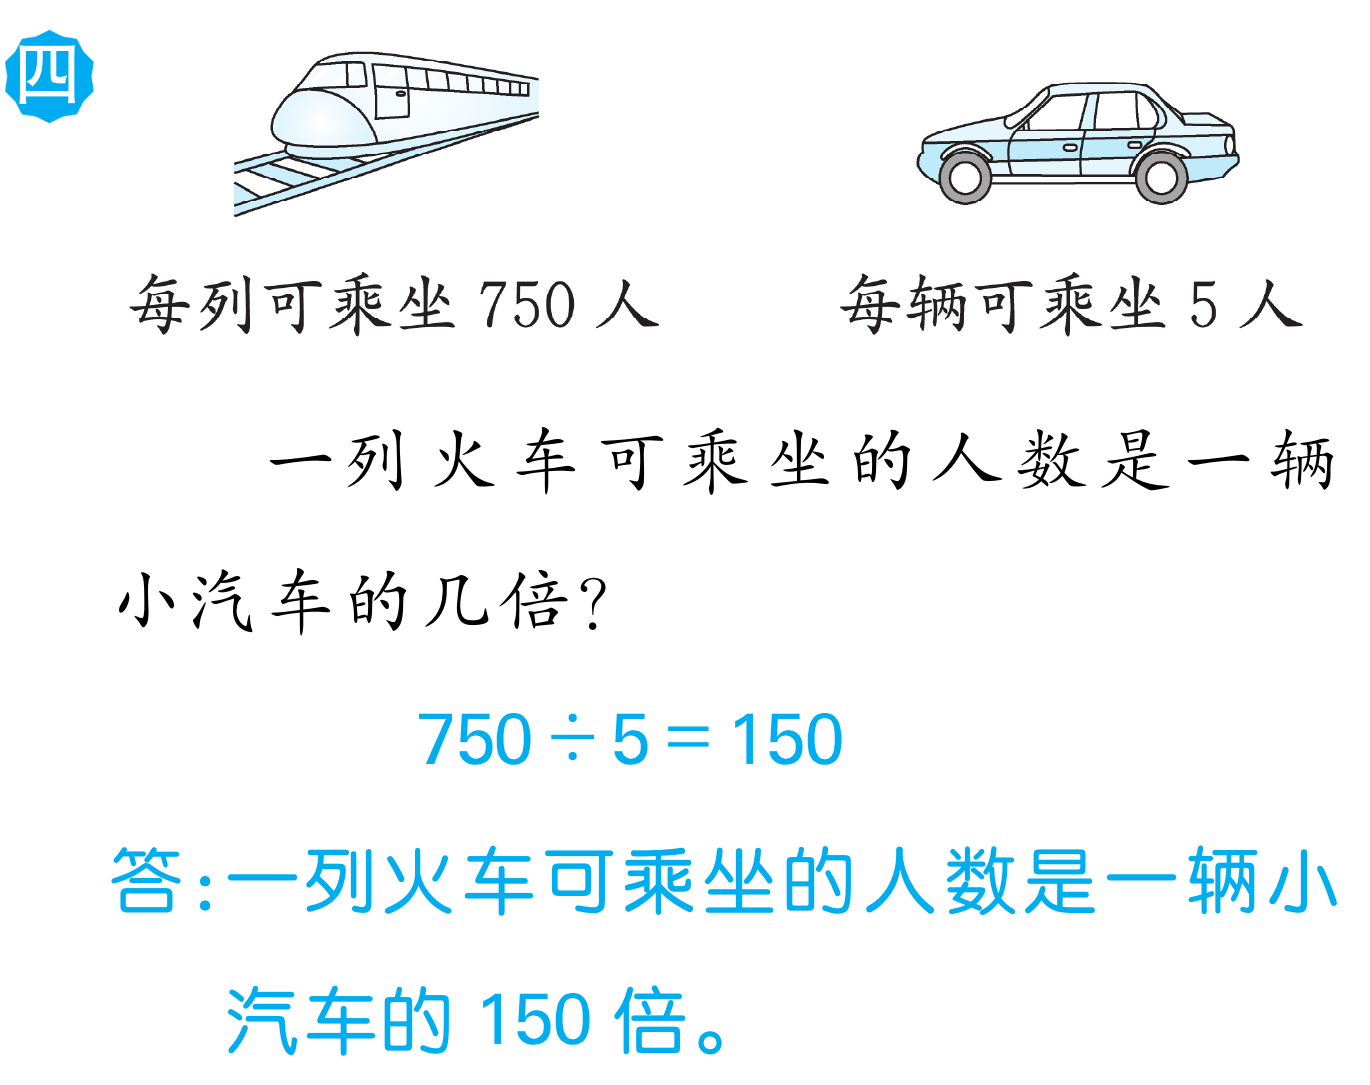 四
每列可乘坐 750 人 每辆可乘坐 5 人
一列火车可乘坐的人数是一辆
小汽车的几倍?
750÷5=150
答:一列火车可乘坐的人数是一辆小
汽车的 150 倍。